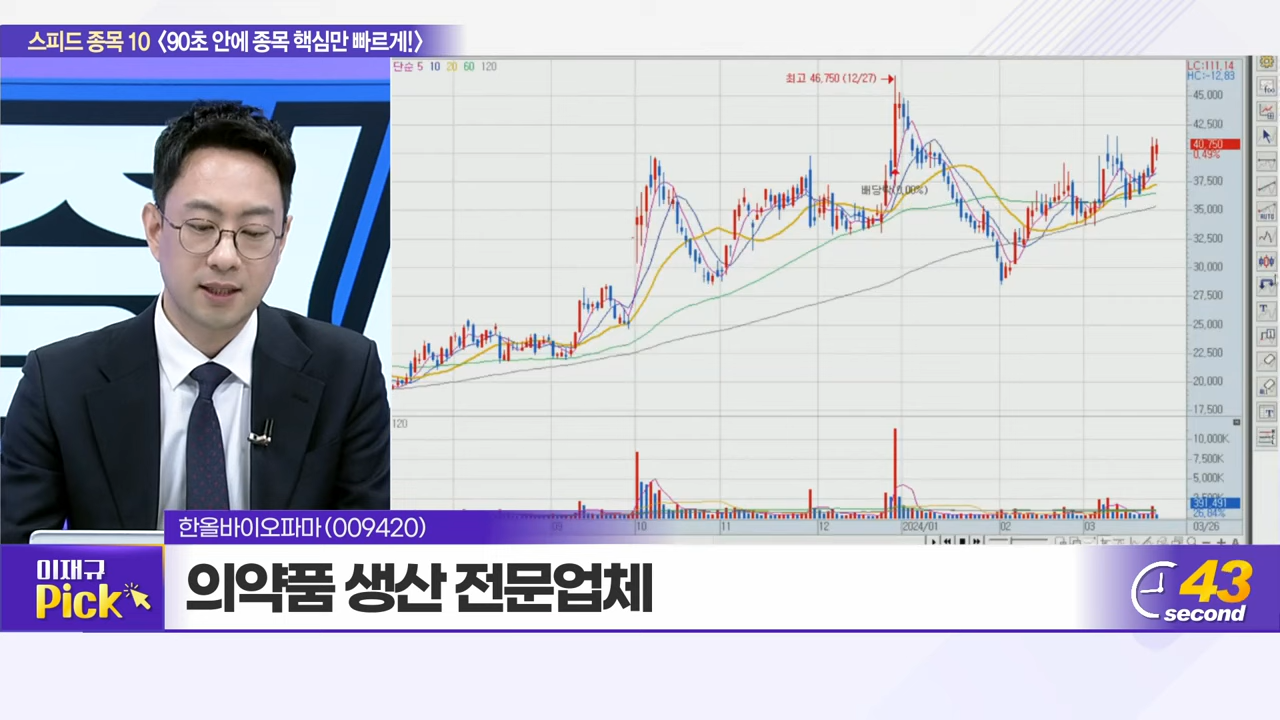 스피드 종목 10 〈90초 안에 종목 핵심만 빠르게!〉
단순 5 10 20 60 120
최고 46,750 (12/27)
LC:111.14
HC:-12.83
45,000
42,500
40,750
0.49%
37,500
35,000
32,500
30,000
27,500
25,000
22,500
20,000
17,500
120
10,000K
7,500K
5,000K
391,491
26.84%
10
11
12
2024/01
02
03
03/26
한올바이오파마(009420)
이재규
Pick
의약품 생산 전문업체
43
second